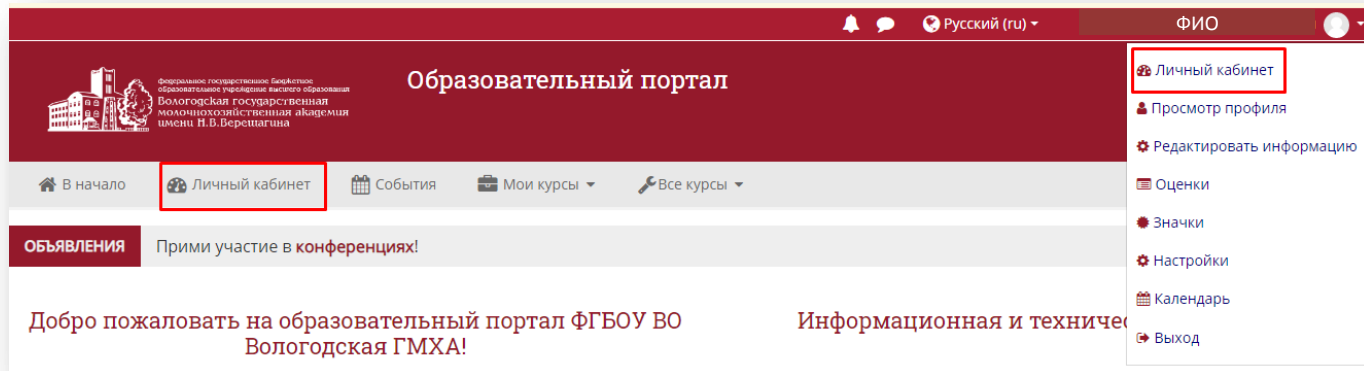 Русский (ru)
ФИО
федеральное государственное бюджетное
образовательное учреждение высшего образования
Вологодская государственная
молочнохозяйственная академия
имени Н.В.Верещагина
Образовательный портал
Личный кабинет
Просмотр профиля
Редактировать информацию
Оценки
Значки
Настройки
Календарь
Выход
В начало
Личный кабинет
События
Мои курсы
Все курсы
ОБЪЯВЛЕНИЯ
Прими участие в конференциях!
Добро пожаловать на образовательный портал ФГБОУ ВО
Вологодская ГМХА!
Информационная и техничес